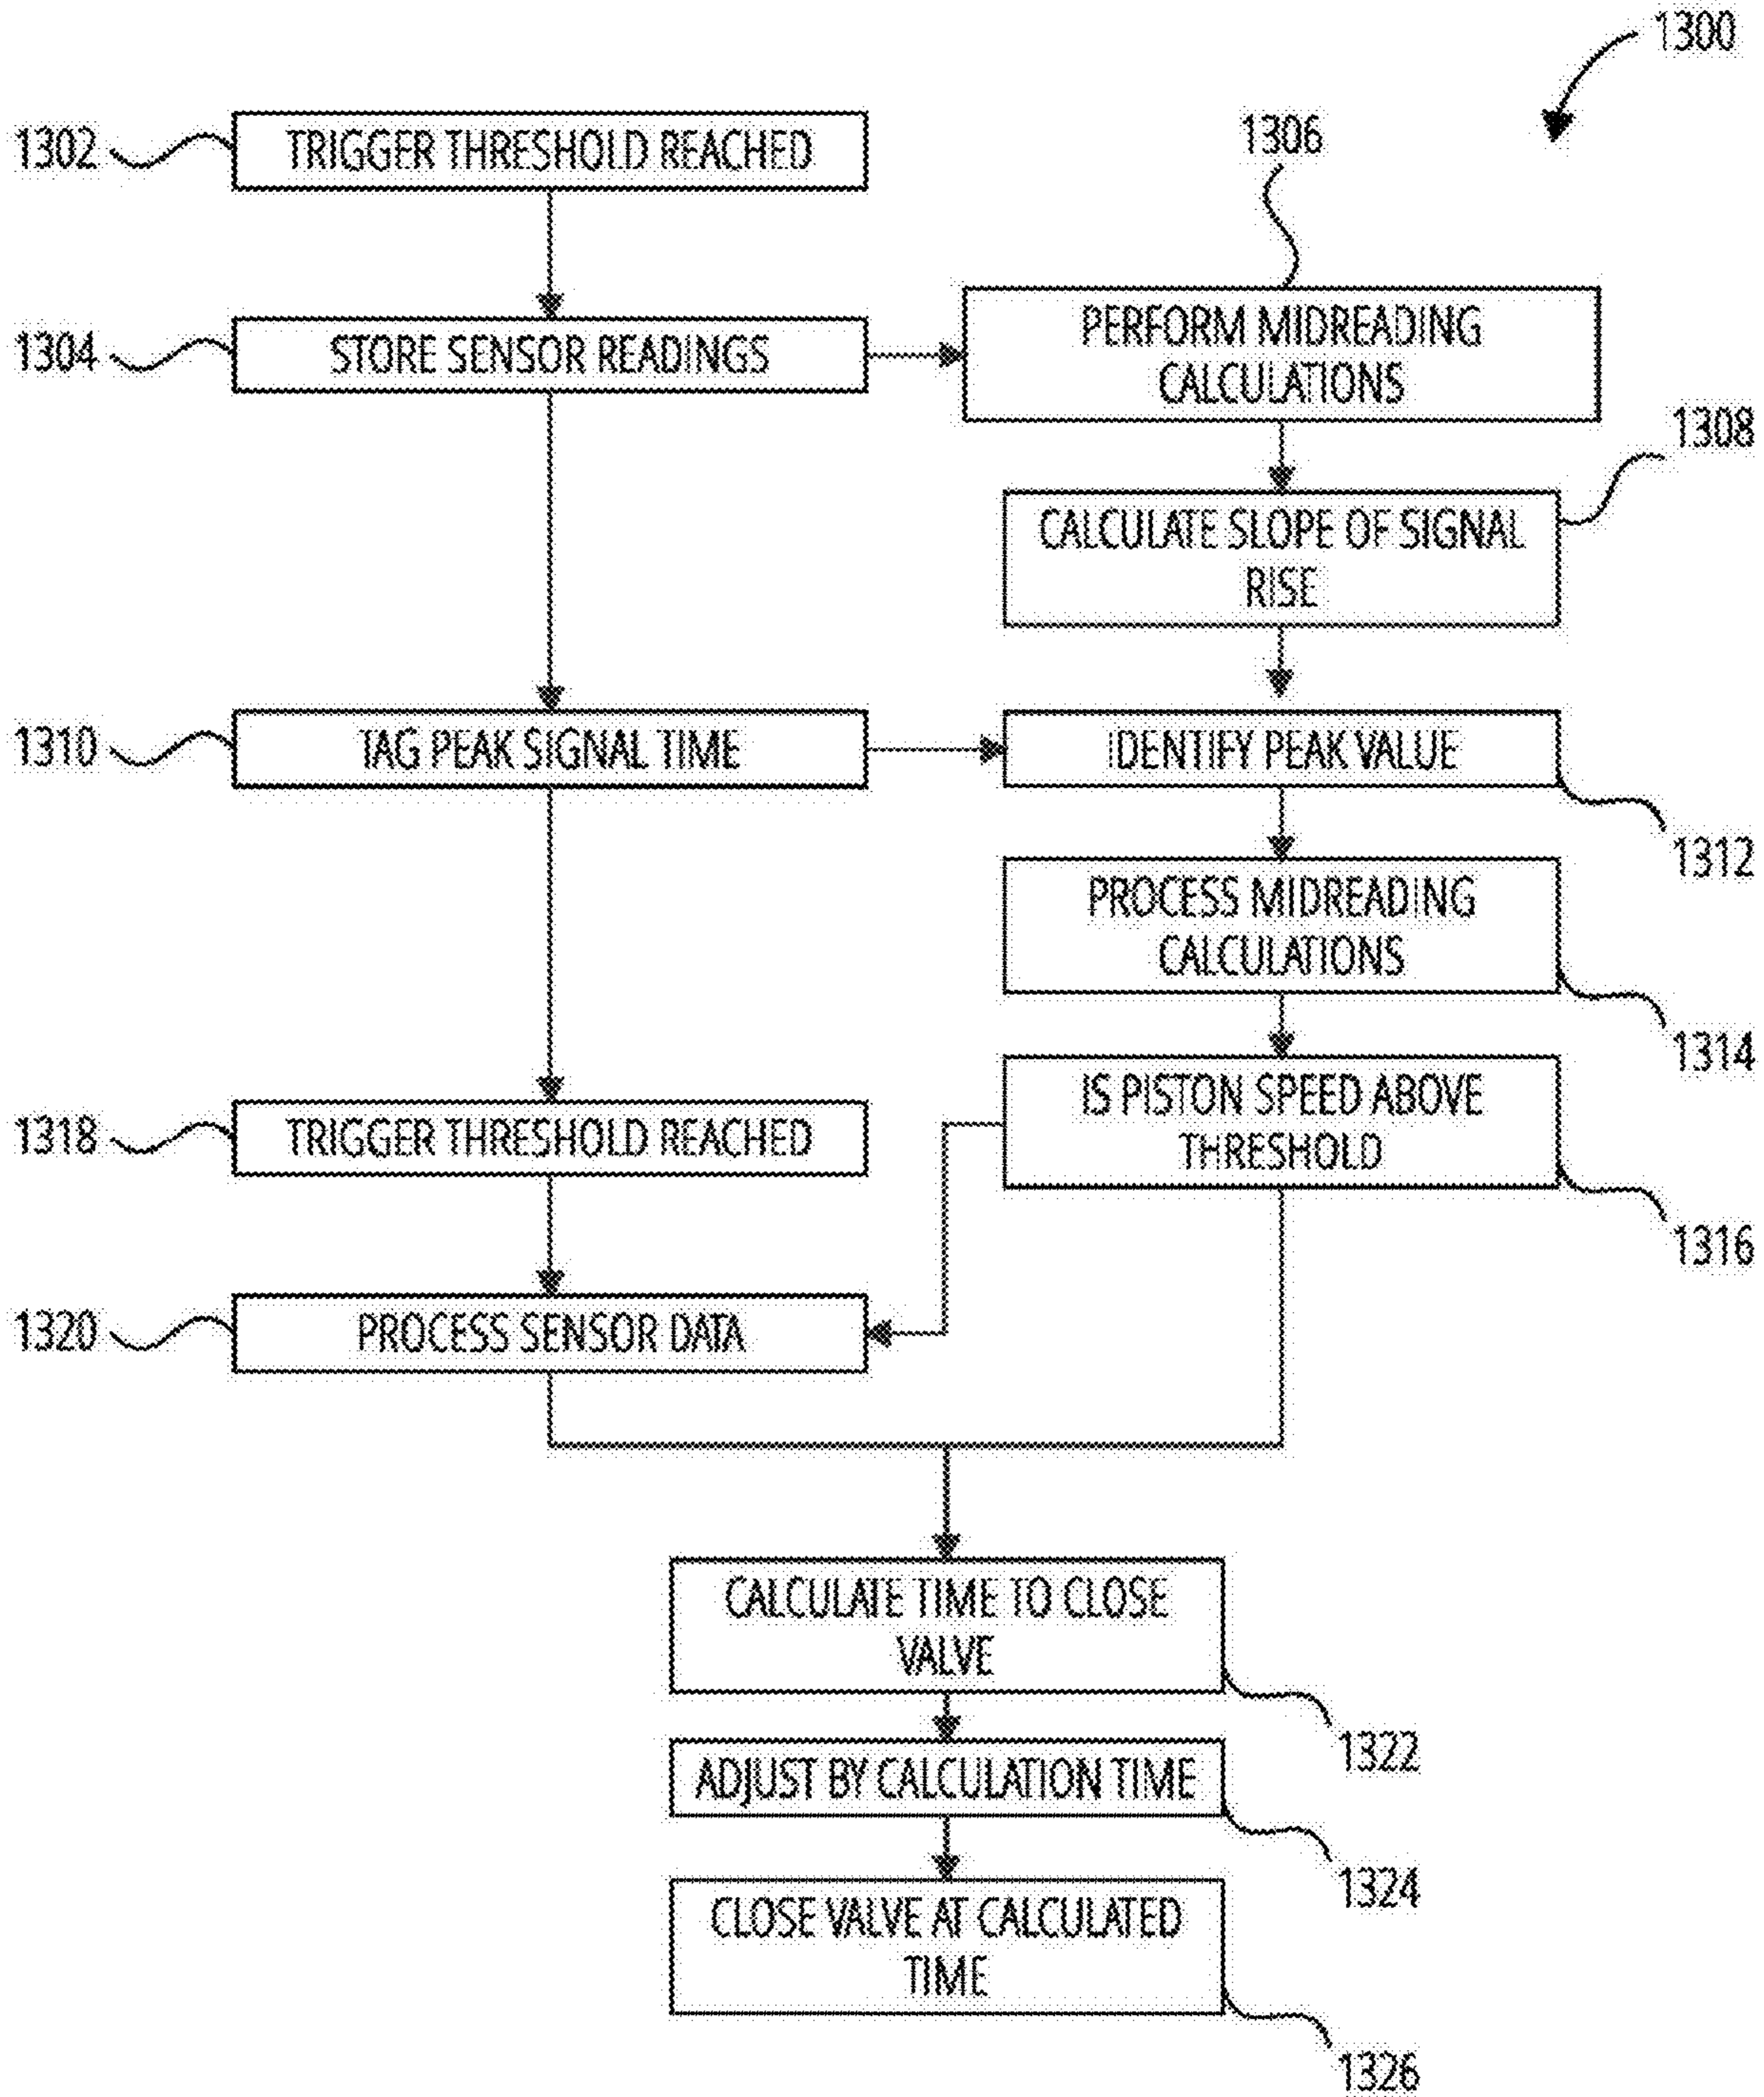 1300
1302
TRIGGER THRESHOLD REACHED
1306
1304
STORE SENSOR READINGS
PERFORM MIDREADING
CALCULATIONS
1308
CALCULATE SLOPE OF SIGNAL
RISE
1310
TAG PEAK SIGNAL TIME
IDENTIFY PEAK VALUE
1312
PROCESS MIDREADING
CALCULATIONS
1314
IS PISTON SPEED ABOVE
THRESHOLD
1316
1318
TRIGGER THRESHOLD REACHED
1320
PROCESS SENSOR DATA
CALCULATE TIME TO CLOSE
VALVE
1322
ADJUST BY CALCULATION TIME
1324
CLOSE VALVE AT CALCULATED
TIME
1326